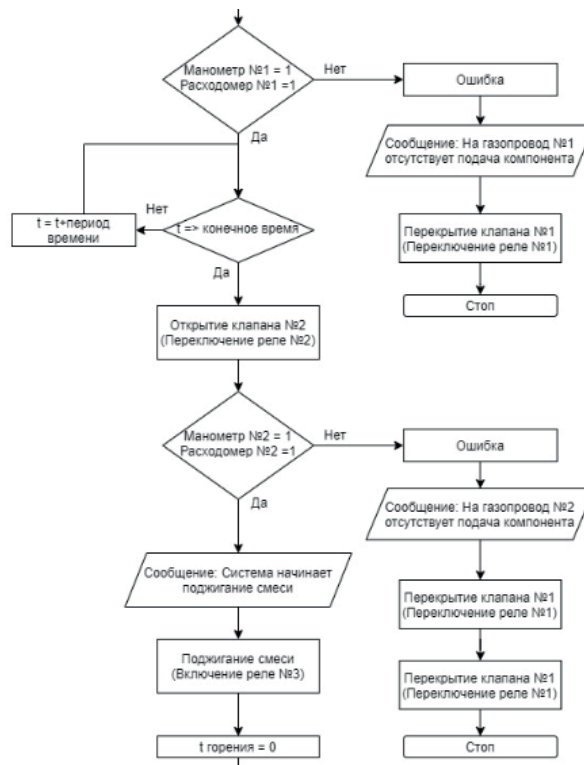 Манометр №1 = 1
Расходомер №1 =1
Нет
Ошибка
Да
Сообщение: На газопровод №1
отсутствует подача компонента
t = t+период
времени
Нет
t => конечное время
Перекрытие клапана №1
(Переключение реле №1)
Да
Стоп
Открытие клапана №2
(Переключение реле №2)
Манометр №2 = 1
Расходомер №2 =1
Нет
Ошибка
Да
Сообщение: На газопровод №2
отсутствует подача компонента
Сообщение: Система начинает
поджигание смеси
Перекрытие клапана №1
(Переключение реле №1)
Поджигание смеси
(Включение реле №3)
Перекрытие клапана №1
(Переключение реле №1)
t горения = 0
Стоп